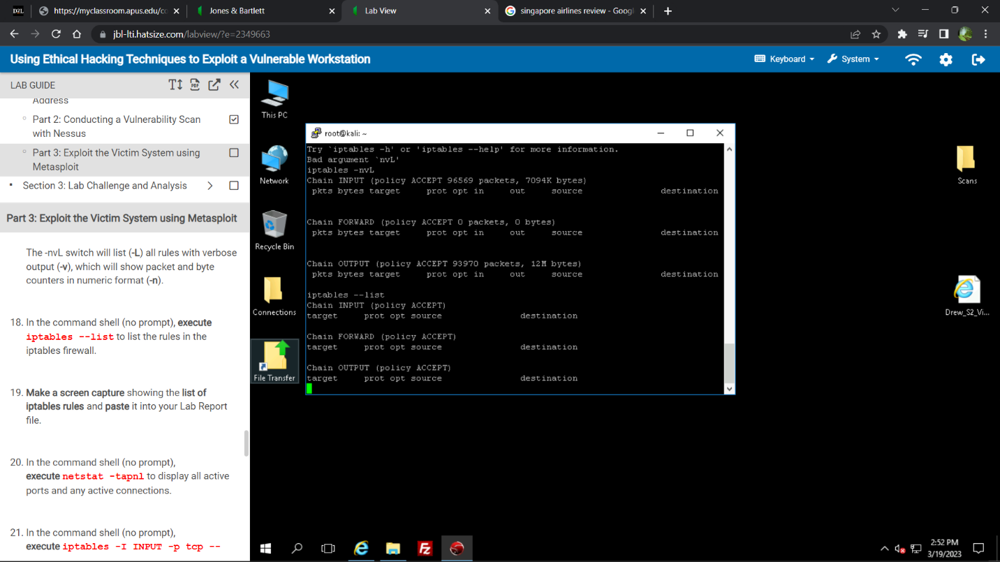 D2L
https://myclassroom.apus.edu/c
Jones & Bartlett
Lab View
singapore airlines review - Googl
jbl-lti.hatsize.com/labview/?e=2349663
Using Ethical Hacking Techniques to Exploit a Vulnerable Workstation
Keyboard
System
LAB GUIDE
PDF
Address
Part 2: Conducting a Vulnerability Scan
with Nessus
Part 3: Exploit the Victim System using
Metasploit
Section 3: Lab Challenge and Analysis
Part 3: Exploit the Victim System using Metasploit
The -nvL switch will list (-L) all rules with verbose
output (-v), which will show packet and byte
counters in numeric format (-n).
18. In the command shell (no prompt), execute
iptables --list to list the rules in the
iptables firewall.
19. Make a screen capture showing the list of
iptables rules and paste it into your Lab Report
file.
20. In the command shell (no prompt),
execute netstat -tapnl to display all active
ports and any active connections.
21. In the command shell (no prompt),
execute iptables -I INPUT -p tcp --
This PC
Network
Recycle Bin
Connections
File Transfer
root@kali: ~
Try `iptables -h' or 'iptables --help' for more information.
Bad argument `nvL'
iptables -nvL
Chain INPUT (policy ACCEPT 96569 packets, 7094K bytes)
pkts bytes target prot opt in out source destination
Chain FORWARD (policy ACCEPT 0 packets, 0 bytes)
pkts bytes target prot opt in out source destination
Chain OUTPUT (policy ACCEPT 93970 packets, 12M bytes)
pkts bytes target prot opt in out source destination
iptables --list
Chain INPUT (policy ACCEPT)
target prot opt source destination
Chain FORWARD (policy ACCEPT)
target prot opt source destination
Chain OUTPUT (policy ACCEPT)
target prot opt source destination
Scans
Drew_S2_Vi...
2:52 PM
3/19/2023